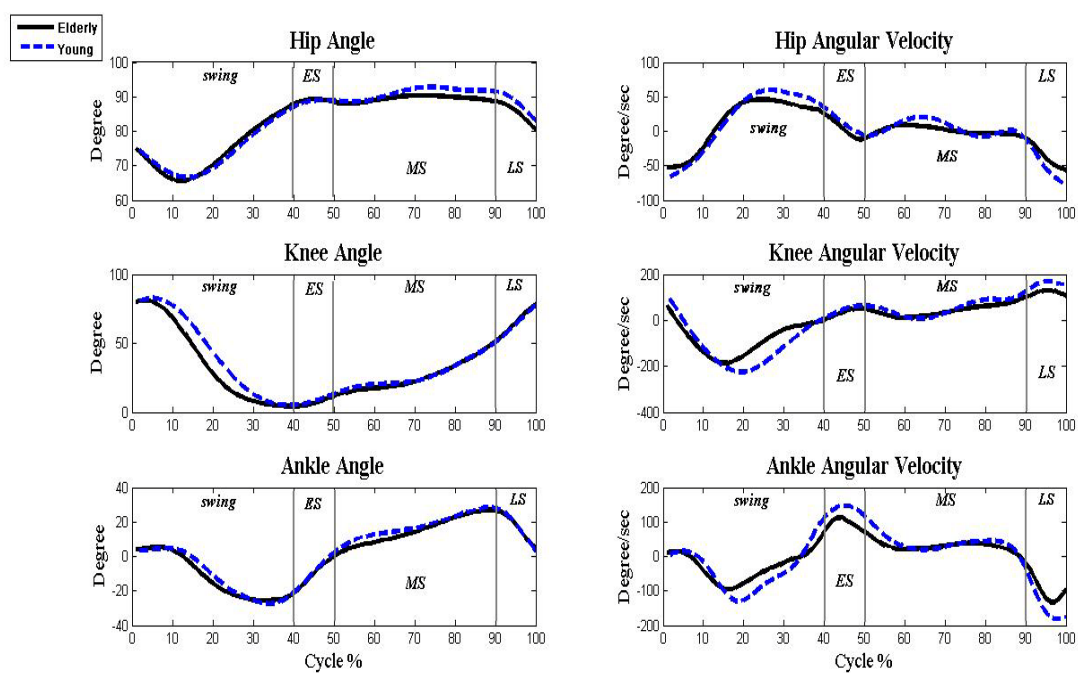 Elderly
Young
Hip Angle
Degree
100
90
80
70
60
swing
ES
MS
LS
0 10 20 30 40 50 60 70 80 90 100
Hip Angular Velocity
Degree/sec
100
50
0
-50
-100
swing
ES
MS
LS
0 10 20 30 40 50 60 70 80 90 100
Knee Angle
Degree
100
50
0
swing
ES
MS
LS
0 10 20 30 40 50 60 70 80 90 100
Knee Angular Velocity
Degree/sec
200
0
-200
-400
swing
ES
MS
LS
0 10 20 30 40 50 60 70 80 90 100
Ankle Angle
Degree
40
20
0
-20
-40
swing
ES
MS
LS
0 10 20 30 40 50 60 70 80 90 100
Cycle %
Ankle Angular Velocity
Degree/sec
200
100
0
-100
-200
swing
ES
MS
LS
0 10 20 30 40 50 60 70 80 90 100
Cycle %